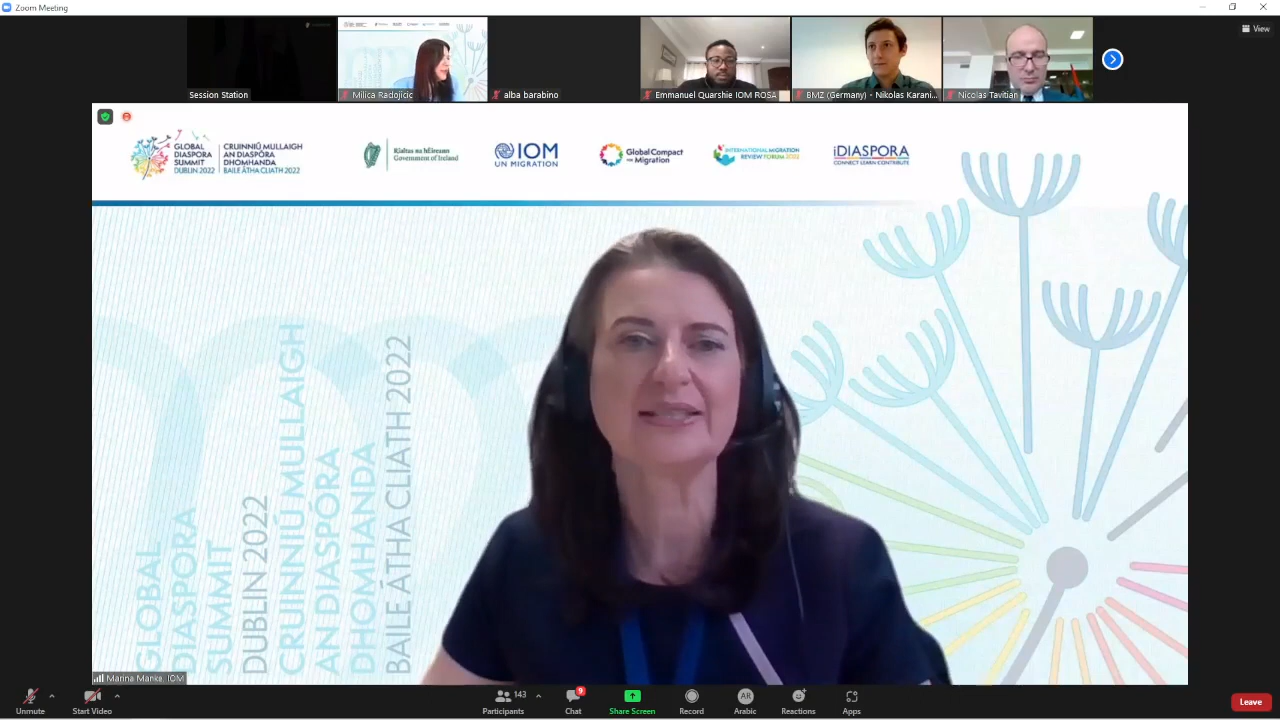 Zoom Meeting
View
Session Station
Milica Radojicic
alba barabino
Emmanuel Quarshie IOM ROSA
BMZ (Germany) - Nikolas Karani...
Nicolas Tavitian
GLOBAL
DIASPORA
SUMMIT
DUBLIN 2022
CRUINNIÚ MULLAIGH
AN DIASPÓRA
DHOMHANDA
BAILE ÁTHA CLIATH 2022
Rialtas na hÉireann
Government of Ireland
IOM
UN MIGRATION
Global Compact
for Migration
INTERNATIONAL MIGRATION
REVIEW FORUM 2022
iDIASPORA
CONNECT LEARN CONTRIBUTE
GLOBAL
DIASPORA
SUMMIT
DUBLIN 2022
CRUINNIÚ MULLAIGH
AN DIASPÓRA
DHOMHANDA
BAILE ÁTHA CLIATH 2022
Marina Manke, IOM
Unmute
Start Video
Participants
143
Chat
9
Share Screen
Record
AR
Arabic
Reactions
Apps
Leave